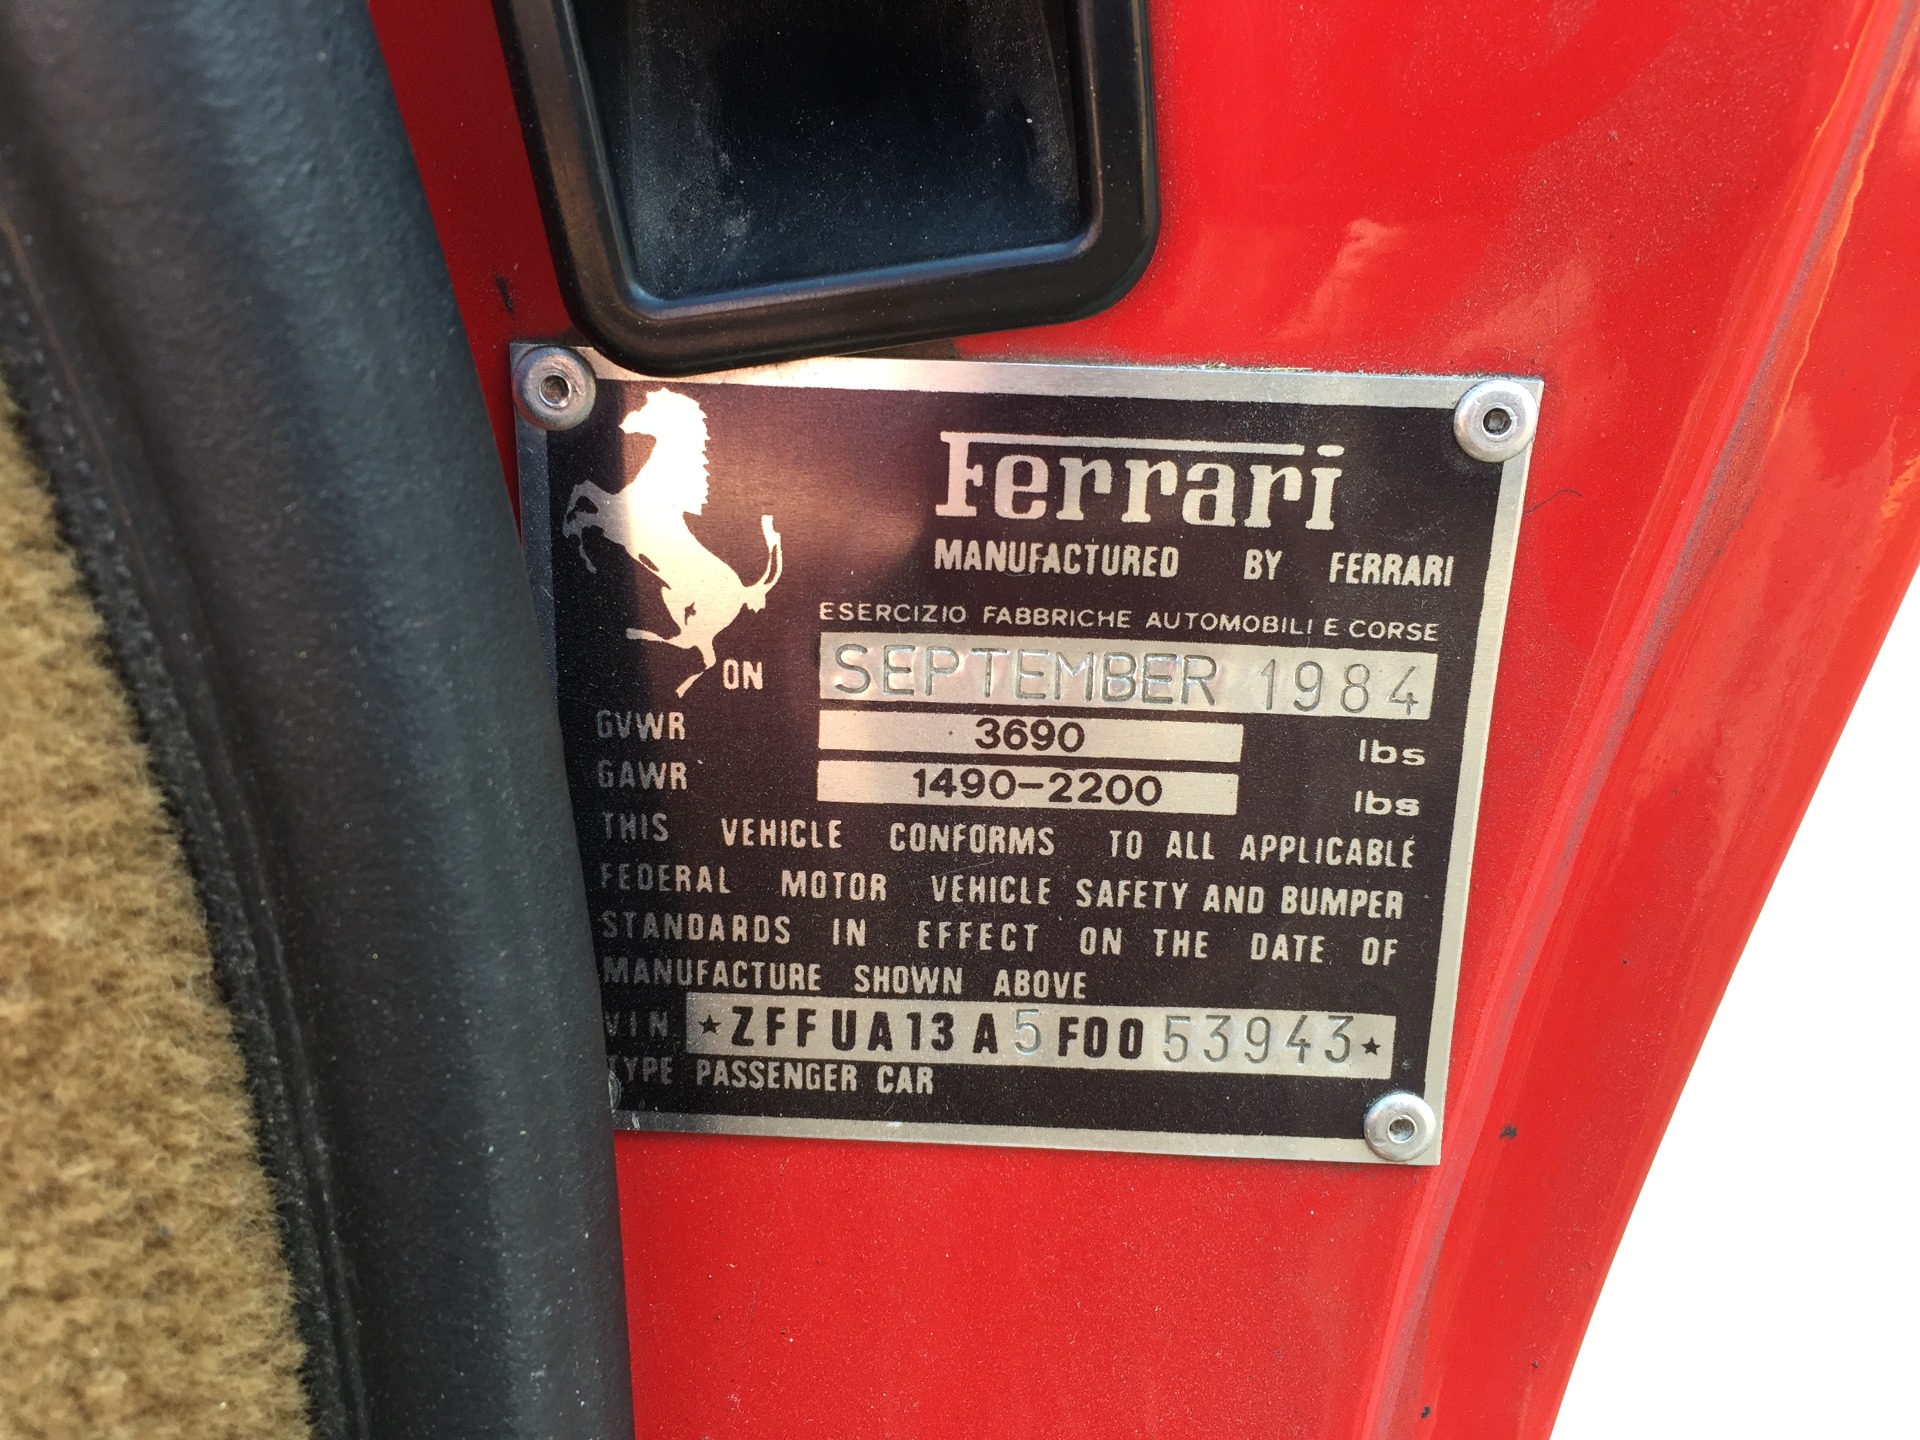 Ferrari
MANUFACTURED BY FERRARI
ESERCIZIO FABBRICHE AUTOMOBILI E CORSE
ON SEPTEMBER 1984
GVWR 3690 lbs
GAWR 1490-2200 lbs
THIS VEHICLE CONFORMS TO ALL APPLICABLE
FEDERAL MOTOR VEHICLE SAFETY AND BUMPER
STANDARDS IN EFFECT ON THE DATE OF
MANUFACTURE SHOWN ABOVE
VIN ★ZFFUA13A5F0053943★
TYPE PASSENGER CAR